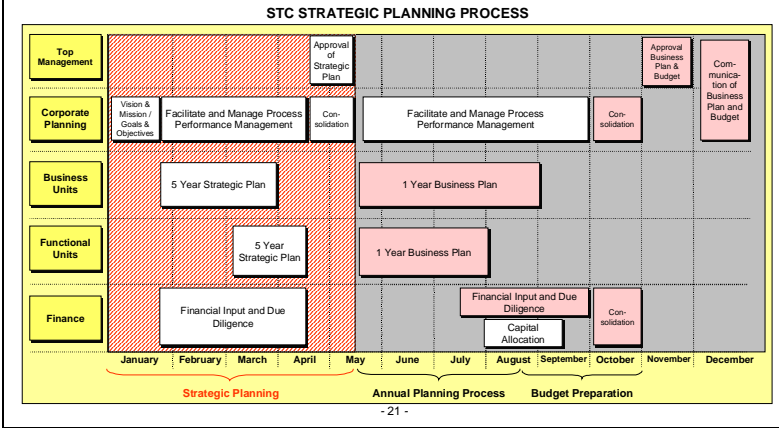 STC STRATEGIC PLANNING PROCESS
Top
Management
Approval
of
Strategic
Plan
Approval
Business
Plan &
Budget
Com-
munica-
tion of
Business
Plan and
Budget
Corporate
Planning
Vision &
Mission /
Goals &
Objectives
Facilitate and Manage Process
Performance Management
Con-
solidation
Facilitate and Manage Process
Performance Management
Con-
solidation
Business
Units
5 Year Strategic Plan
1 Year Business Plan
Functional
Units
5 Year
Strategic Plan
1 Year Business Plan
Finance
Financial Input and Due
Diligence
Financial Input and Due
Diligence
Capital
Allocation
Con-
solidation
January February March April May June July August September October November December
Strategic Planning Annual Planning Process Budget Preparation
- 21 -